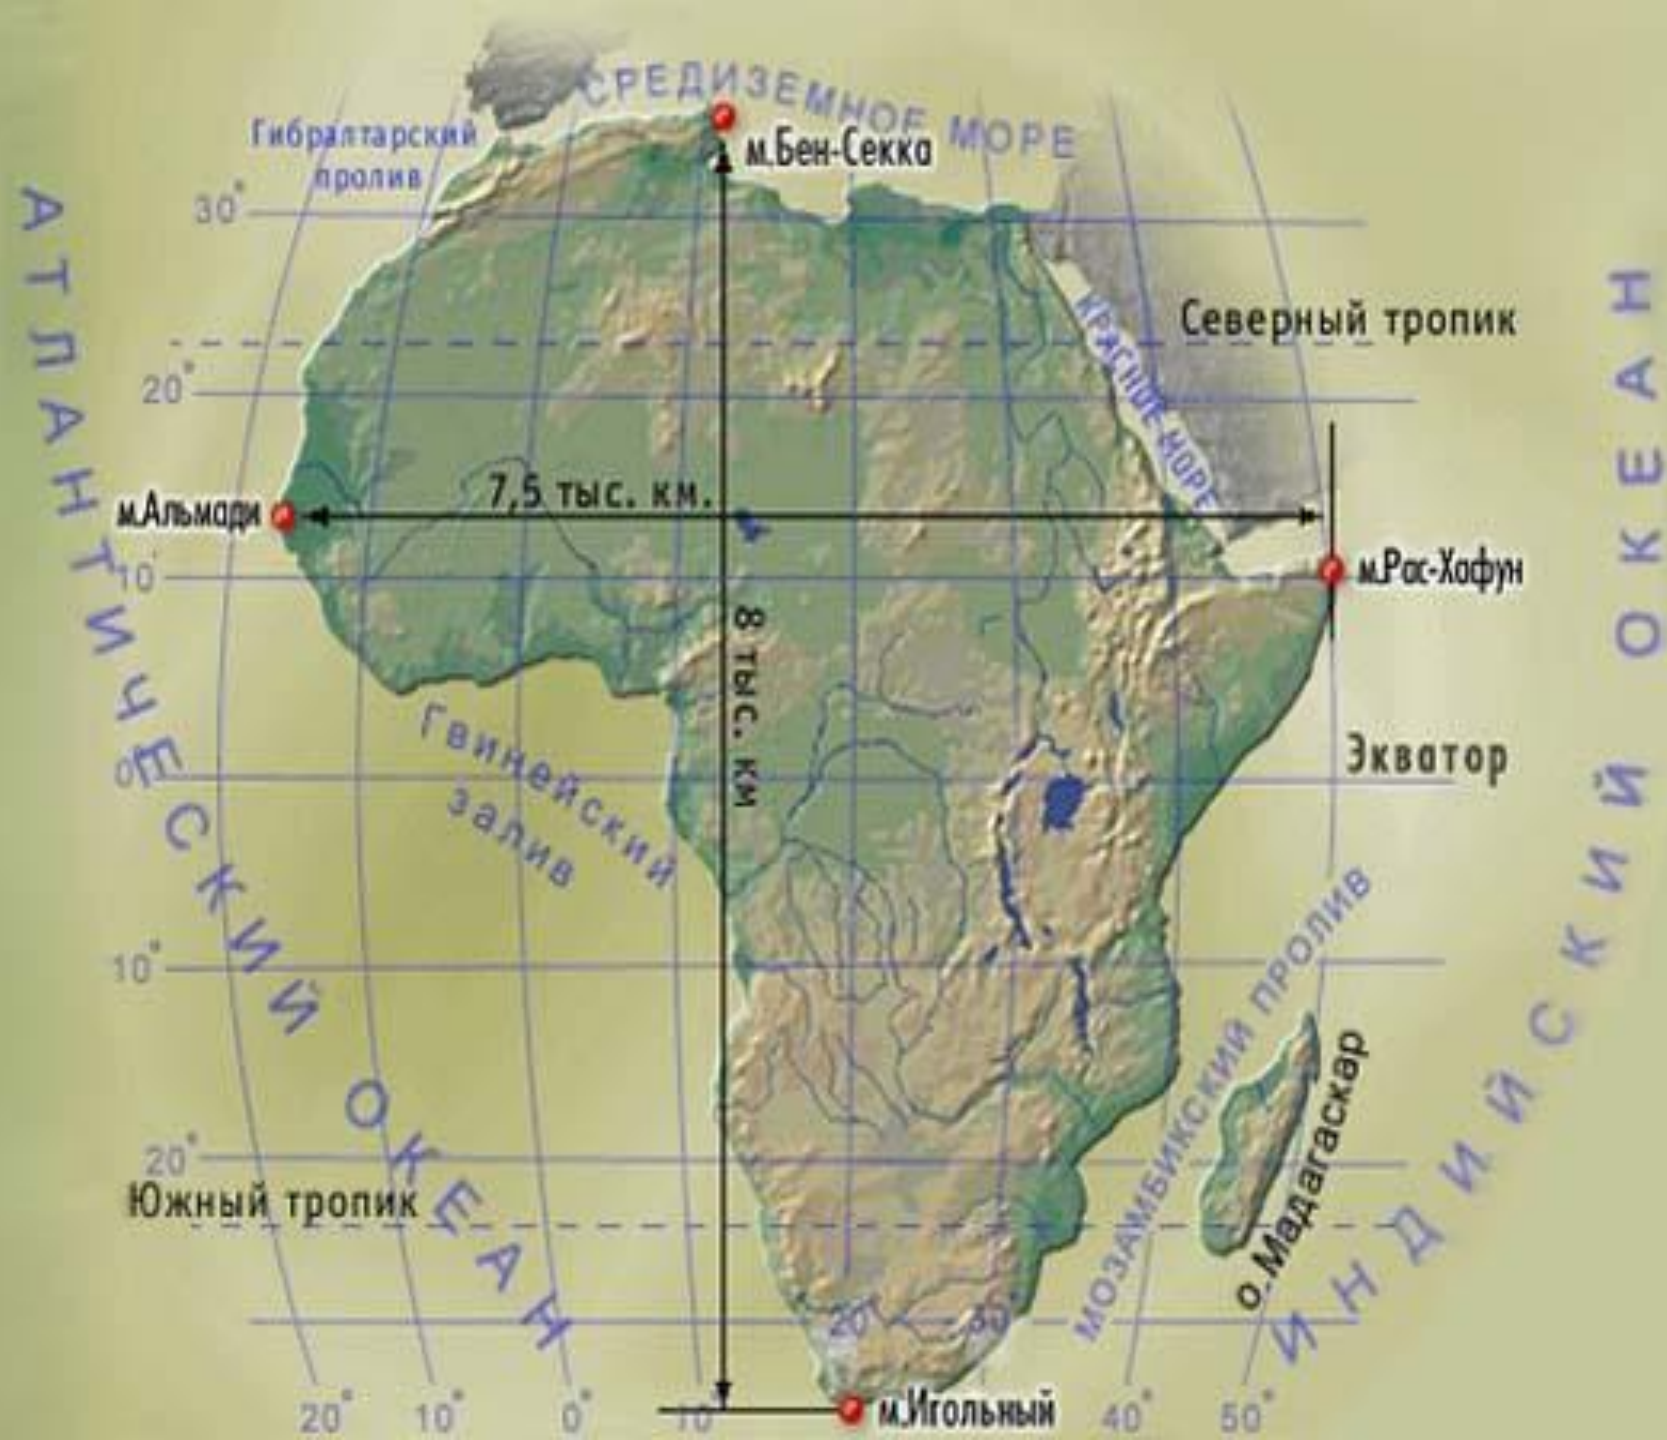 СРЕДИЗЕМНОЕ МОРЕ
Гибралтарский
пролив
м.Бен-Секка
30°
АТЛАНТИЧЕСКИЙ ОКЕАН
Северный тропик
КРАСНОЕ МОРЕ
ИНДИЙСКИЙ ОКЕАН
20°
7,5 тыс. км.
м.Альмади
10
м.Рас-Хафун
8 тыс. км
Гвинейский
залив
0°
Экватор
МОЗАМБИКСКИЙ ПРОЛИВ
10°
о.Мадагаскар
20°
Южный тропик
20°
30°
м.Игольный
20°
10°
0°
10°
40°
50°